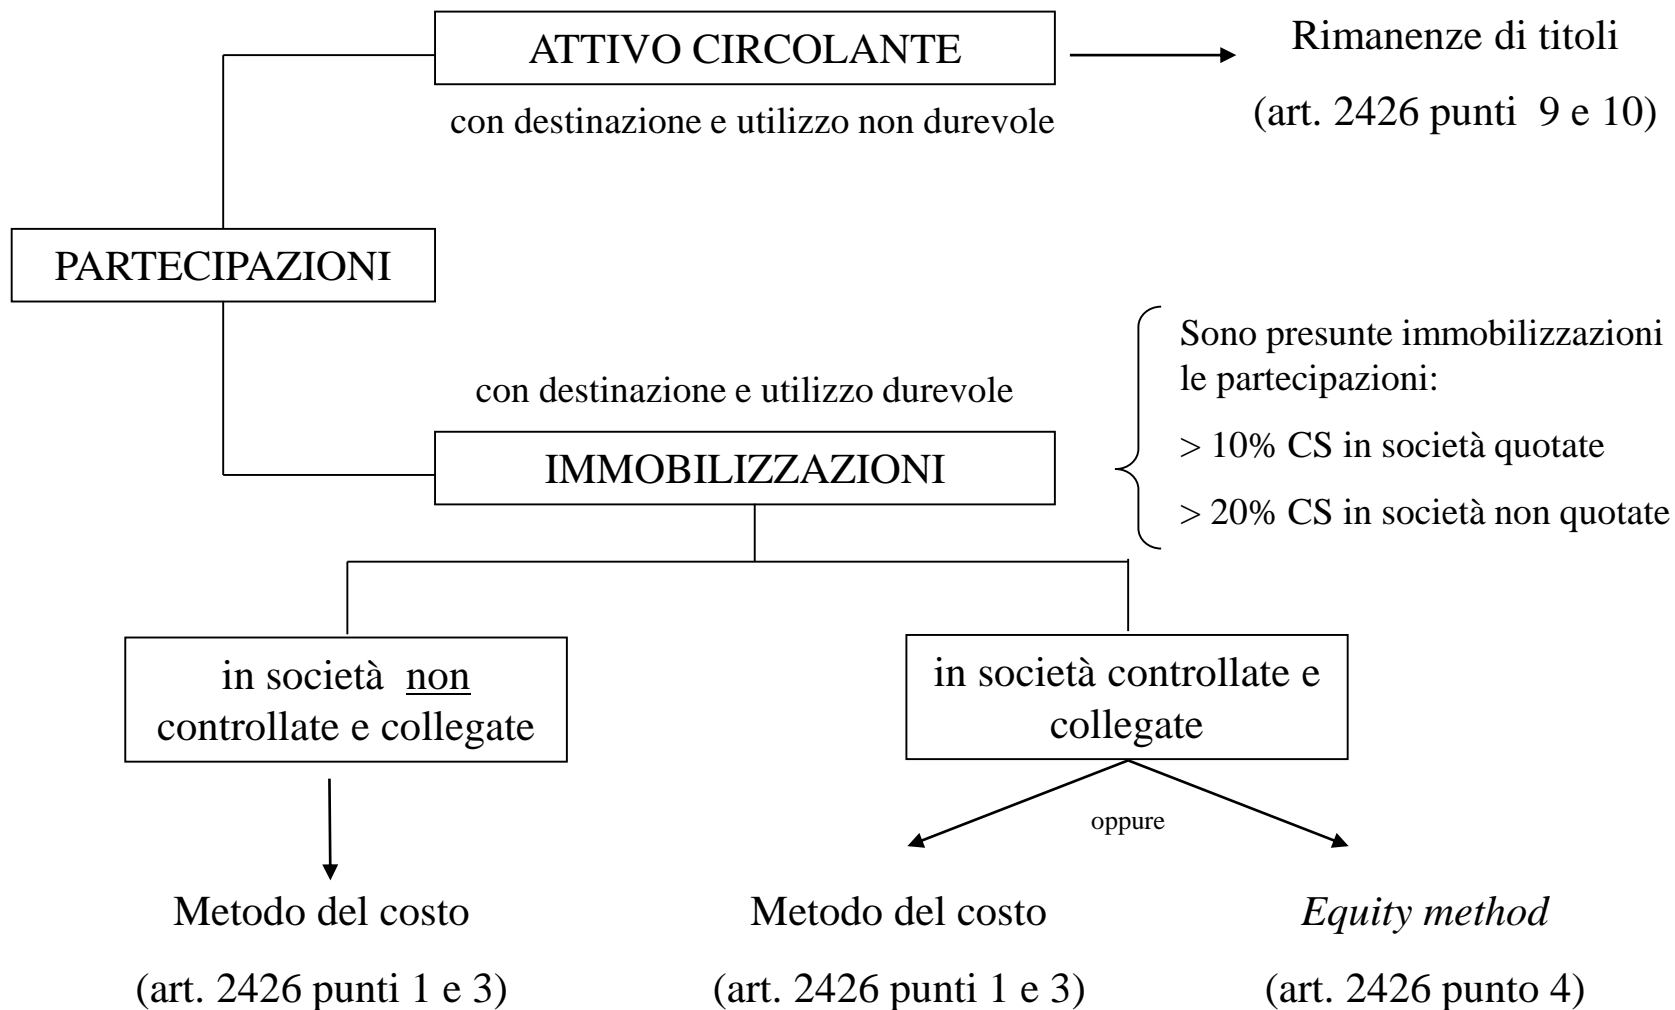 ATTIVO CIRCOLANTE
con destinazione e utilizzo non durevole
Rimanenze di titoli
(art. 2426 punti 9 e 10)
PARTECIPAZIONI
con destinazione e utilizzo durevole
IMMOBILIZZAZIONI
Sono presunte immobilizzazioni
le partecipazioni:
> 10% CS in società quotate
> 20% CS in società non quotate
in società non
controllate e collegate
in società controllate e
collegate
oppure
Metodo del costo
(art. 2426 punti 1 e 3)
Metodo del costo
(art. 2426 punti 1 e 3)
Equity method
(art. 2426 punto 4)